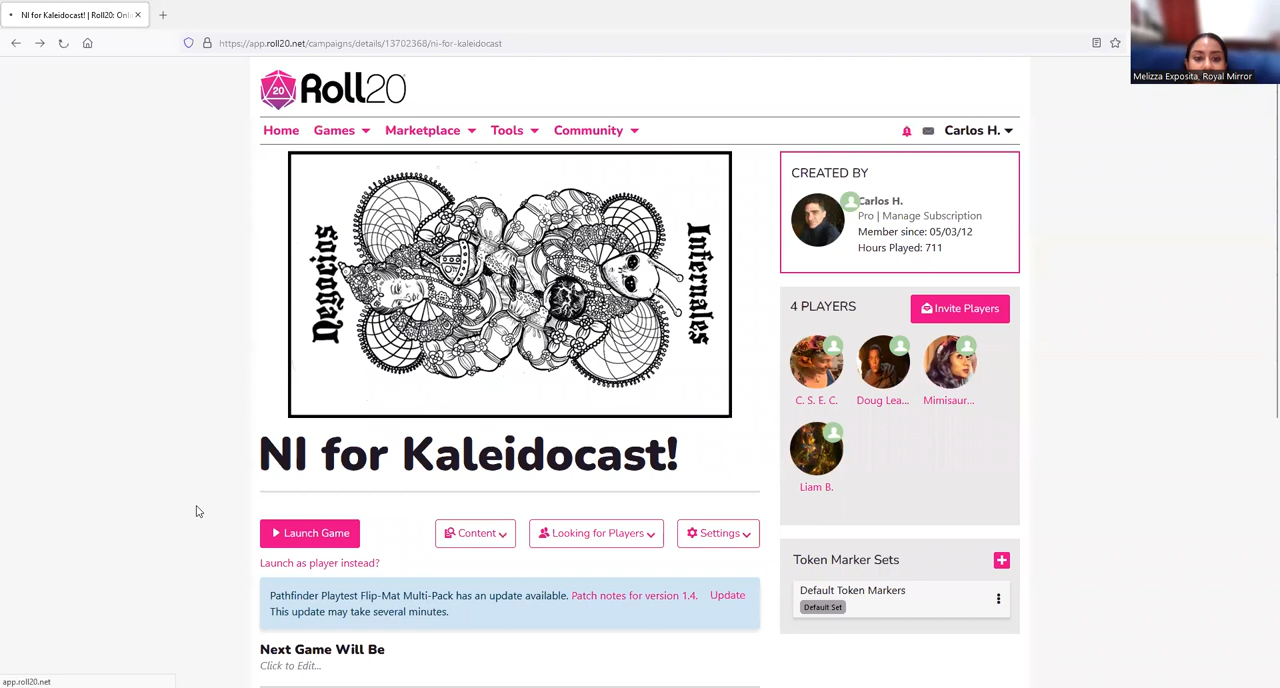 NI for Kaleidocast! | Roll20: Onl
https://app.roll20.net/campaigns/details/13702368/ni-for-kaleidocast
Melizza Exposita, Royal Mirror
20
Roll20
Home Games Marketplace Tools Community
Carlos H.
Negocios
Infernales
CREATED BY
Carlos H.
Pro | Manage Subscription
Member since: 05/03/12
Hours Played: 711
4 PLAYERS
Invite Players
C. S. E. C. Doug Lea... Mimisaur...
Liam B.
NI for Kaleidocast!
Launch Game
Content
Looking for Players
Settings
Launch as player instead?
Pathfinder Playtest Flip-Mat Multi-Pack has an update available. Patch notes for version 1.4. Update
This update may take several minutes.
Next Game Will Be
Click to Edit...
Token Marker Sets
Default Token Markers
Default Set
app.roll20.net